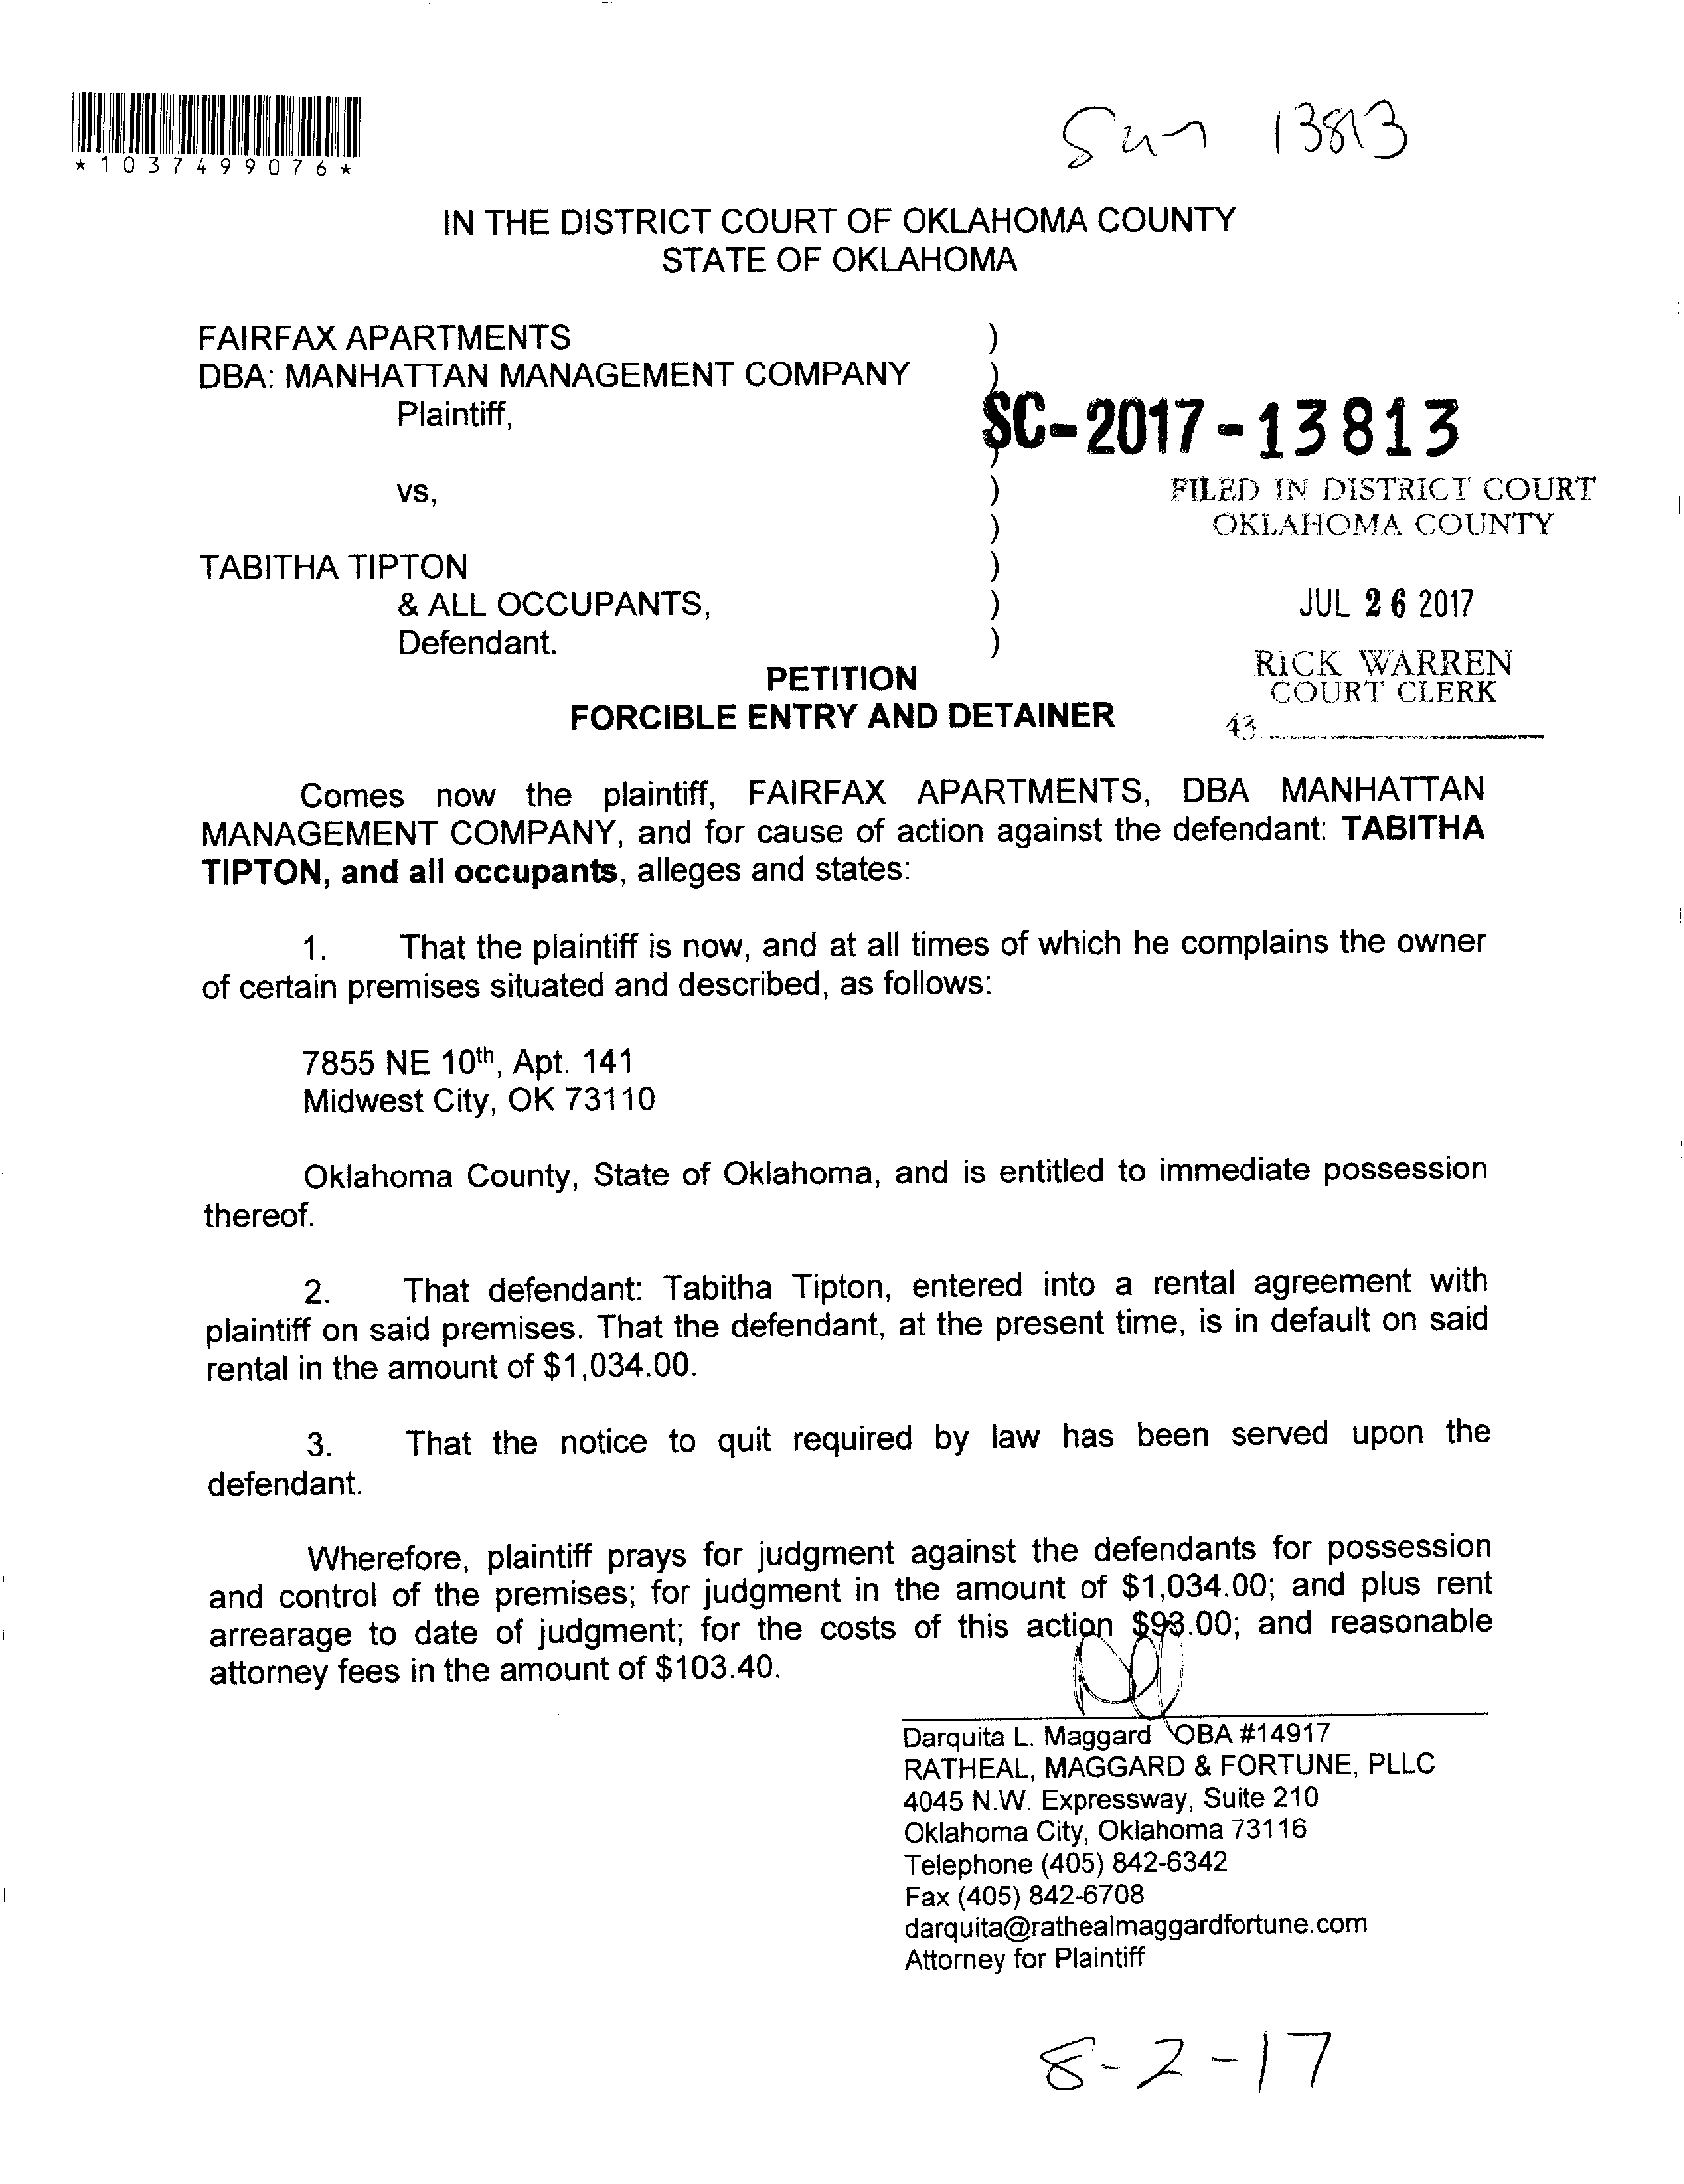 *1037499076*
Sun 13813
IN THE DISTRICT COURT OF OKLAHOMA COUNTY
STATE OF OKLAHOMA
FAIRFAX APARTMENTS )
DBA: MANHATTAN MANAGEMENT COMPANY )
Plaintiff, )
SC-2017-13813
vs, )
FILED IN DISTRICT COURT
OKLAHOMA COUNTY
)
TABITHA TIPTON )
& ALL OCCUPANTS, )
JUL 26 2017
Defendant. )
RICK WARREN
COURT CLERK
43
PETITION
FORCIBLE ENTRY AND DETAINER
Comes now the plaintiff, FAIRFAX APARTMENTS, DBA MANHATTAN
MANAGEMENT COMPANY, and for cause of action against the defendant: TABITHA
TIPTON, and all occupants, alleges and states:
1. That the plaintiff is now, and at all times of which he complains the owner
of certain premises situated and described, as follows:
7855 NE 10th, Apt. 141
Midwest City, OK 73110
Oklahoma County, State of Oklahoma, and is entitled to immediate possession
thereof.
2. That defendant: Tabitha Tipton, entered into a rental agreement with
plaintiff on said premises. That the defendant, at the present time, is in default on said
rental in the amount of $1,034.00.
3. That the notice to quit required by law has been served upon the
defendant.
Wherefore, plaintiff prays for judgment against the defendants for possession
and control of the premises; for judgment in the amount of $1,034.00; and plus rent
arrearage to date of judgment; for the costs of this action $93.00; and reasonable
attorney fees in the amount of $103.40.
Darquita L. Maggard OBA #14917
RATHEAL, MAGGARD & FORTUNE, PLLC
4045 N.W. Expressway, Suite 210
Oklahoma City, Oklahoma 73116
Telephone (405) 842-6342
Fax (405) 842-6708
darquita@rathealmaggardfortune.com
Attorney for Plaintiff
8-2-17